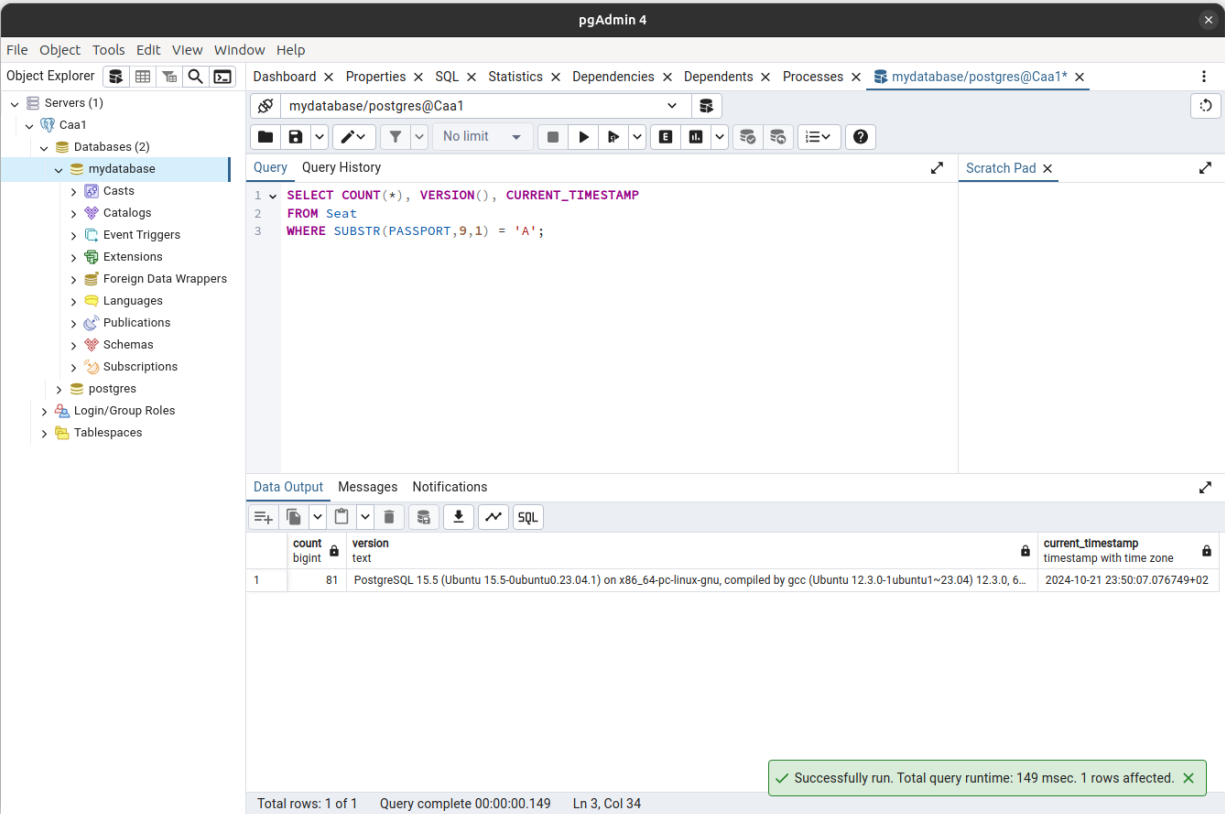 pgAdmin 4
File Object Tools Edit View Window Help
Object Explorer
Dashboard Properties SQL Statistics Dependencies Dependents Processes mydatabase/postgres@Caa1*
Servers (1)
Caa1
Databases (2)
mydatabase
Casts
Catalogs
Event Triggers
Extensions
Foreign Data Wrappers
Languages
Publications
Schemas
Subscriptions
postgres
Login/Group Roles
Tablespaces
mydatabase/postgres@Caa1
No limit
E
Query Query History
Scratch Pad
1 SELECT COUNT(*), VERSION(), CURRENT_TIMESTAMP
2 FROM Seat
3 WHERE SUBSTR(PASSPORT,9,1) = 'A';
Data Output Messages Notifications
SQL
count
bigint
version
text
current_timestamp
timestamp with time zone
1 81 PostgreSQL 15.5 (Ubuntu 15.5-0ubuntu0.23.04.1) on x86_64-pc-linux-gnu, compiled by gcc (Ubuntu 12.3.0-1ubuntu1~23.04) 12.3.0, 6... 2024-10-21 23:50:07.076749+02
Successfully run. Total query runtime: 149 msec. 1 rows affected.
Total rows: 1 of 1 Query complete 00:00:00.149 Ln 3, Col 34